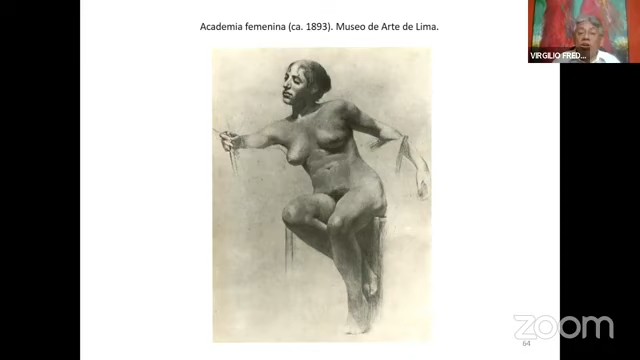 Academia femenina (ca. 1893). Museo de Arte de Lima.
VIRGILIO FRED...
zoom
64